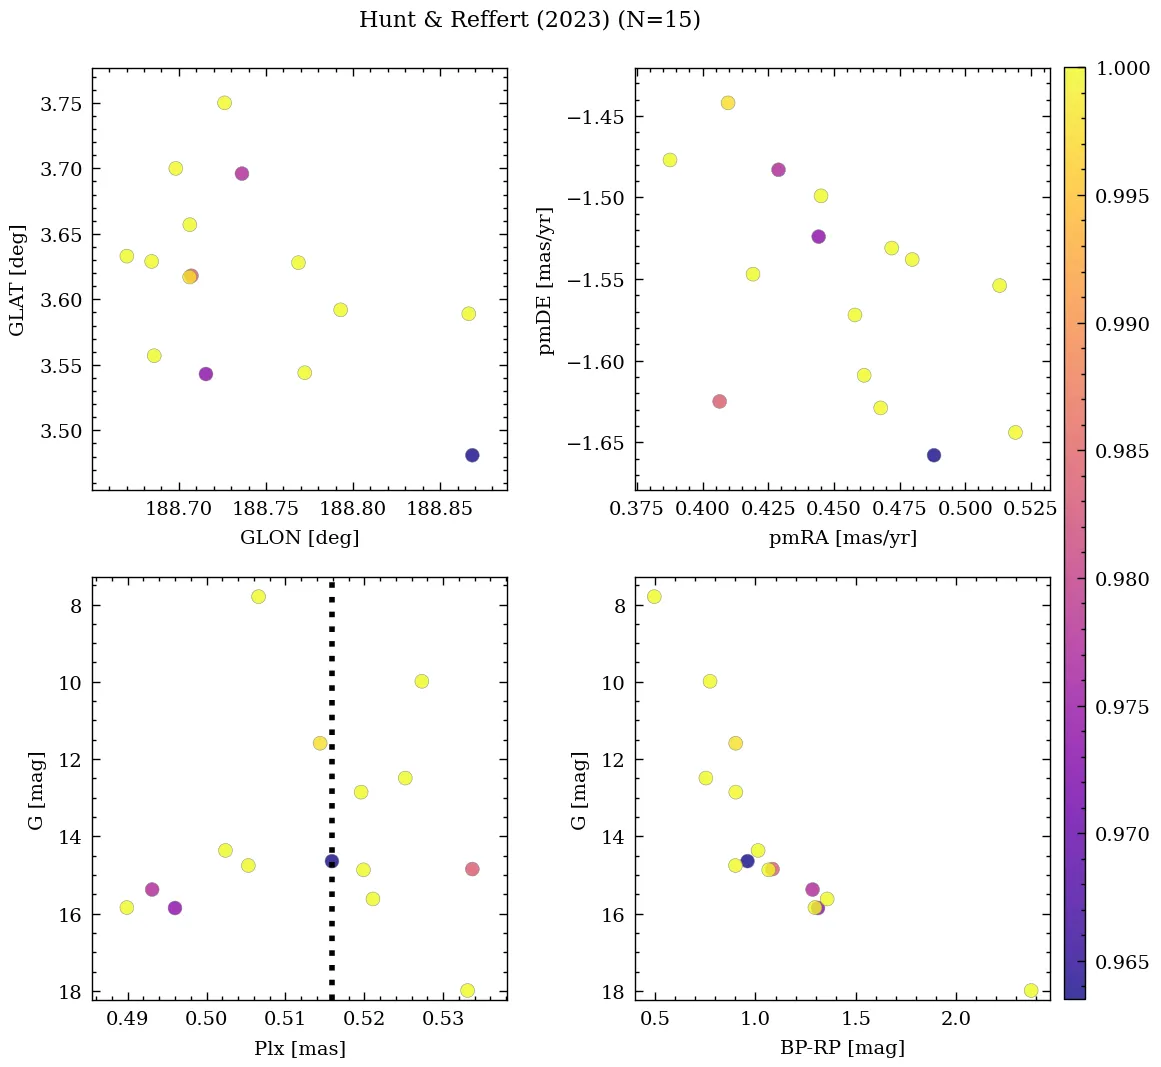 Hunt & Reffert (2023) (N=15)
3.75
3.70
3.65
3.60
3.55
3.50
GLAT [deg]
188.70 188.75 188.80 188.85
GLON [deg]
−1.45
−1.50
−1.55
−1.60
−1.65
pmDE [mas/yr]
0.375 0.400 0.425 0.450 0.475 0.500 0.525
pmRA [mas/yr]
8
10
12
14
16
18
G [mag]
0.49 0.50 0.51 0.52 0.53
Plx [mas]
8
10
12
14
16
18
G [mag]
0.5 1.0 1.5 2.0
BP-RP [mag]
1.000
0.995
0.990
0.985
0.980
0.975
0.970
0.965